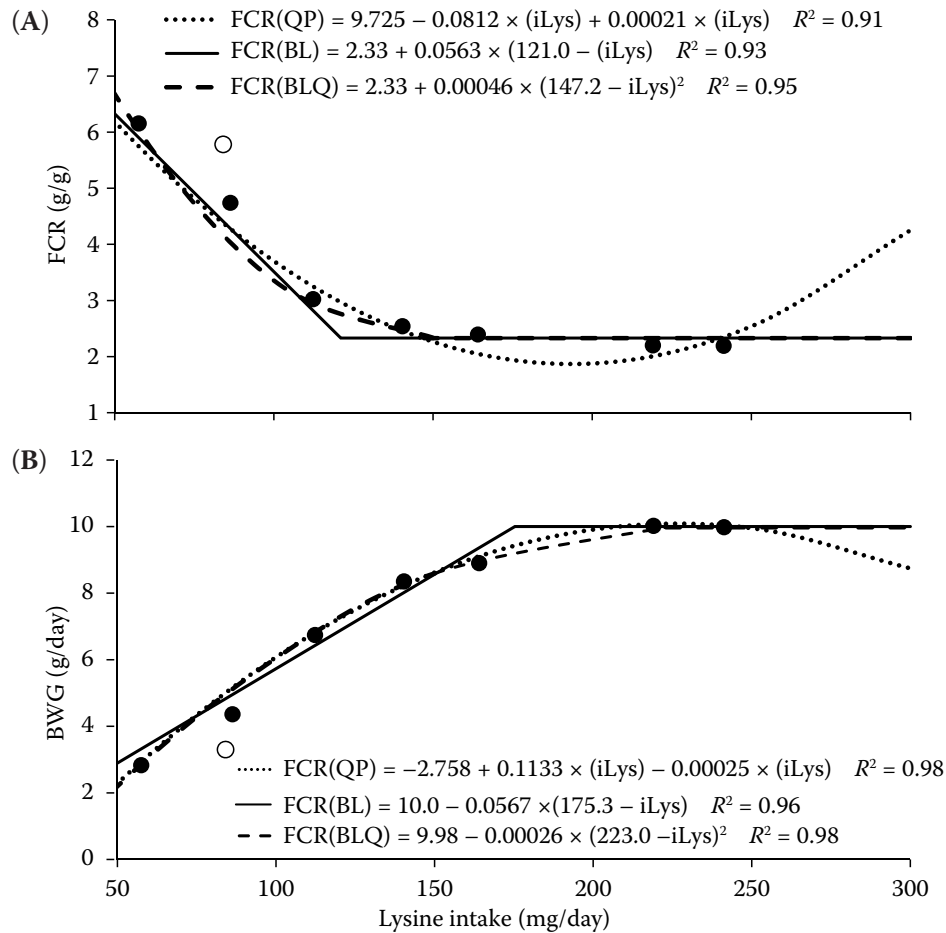 (A)
FCR(QP) = 9.725 – 0.0812 × (iLys) + 0.00021 × (iLys) R² = 0.91
FCR(BL) = 2.33 + 0.0563 × (121.0 – (iLys) R² = 0.93
FCR(BLQ) = 2.33 + 0.00046 × (147.2 – iLys)² R² = 0.95
8
7
6
5
4
3
2
1
FCR (g/g)
(B)
12
10
8
6
4
2
0
BWG (g/day)
FCR(QP) = –2.758 + 0.1133 × (iLys) – 0.00025 × (iLys) R² = 0.98
FCR(BL) = 10.0 – 0.0567 ×(175.3 – iLys) R² = 0.96
FCR(BLQ) = 9.98 – 0.00026 × (223.0 –iLys)² R² = 0.98
50 100 150 200 250 300
Lysine intake (mg/day)